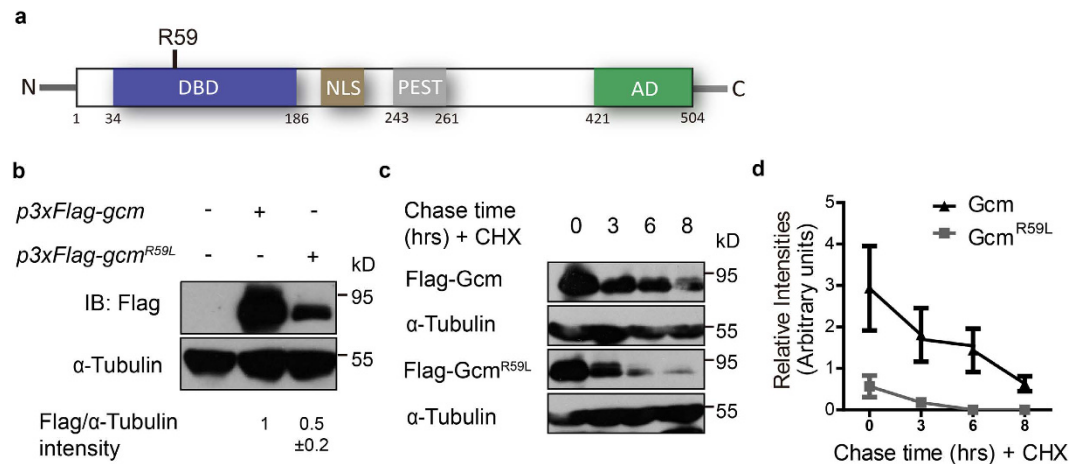 a
R59
N DBD NLS PEST AD C
1 34 186 243 261 421 504
b
p3xFlag-gcm - + -
p3xFlag-gcmR59L - - +
kD
IB: Flag 95
α-Tubulin 55
Flag/α-Tubulin 1 0.5
intensity ±0.2
c
Chase time
(hrs) + CHX 0 3 6 8 kD
Flag-Gcm 95
α-Tubulin 55
Flag-GcmR59L 95
α-Tubulin 55
d
Gcm
GcmR59L
Relative Intensities
(Arbitrary units)
5
4
3
2
1
0
0 3 6 8
Chase time (hrs) + CHX